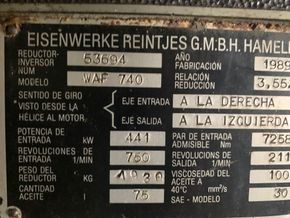 EISENWERKE REINTJES G.M.B.H. HAMEL
REDUCTOR- INVERSOR NUM 53694 AÑO FABRICACIÓN 1989
MODELO WAF 740 RELACIÓN REDUCCIÓN 3,55
SENTIDO DE GIRO VISTO DESDE LA HÉLICE AL MOTOR.
EJE ENTRADA A LA DERECHA
EJE SALIDA A LA IZQUIERDA
POTENCIA DE ENTRADA kW 441 PAR DE ENTRADA ADMISIBLE Nm 7258
REVOLUCIONES DE ENTRADA 1/MIN 750 REVOLUCIONES DE SALIDA 1/MIN 211
PESO DEL REDUCTOR KG VISCOSIDAD DEL ACEITE A 40°C mm²/s 100
CANTIDAD ACEITE 75 SAE - MODELO 30